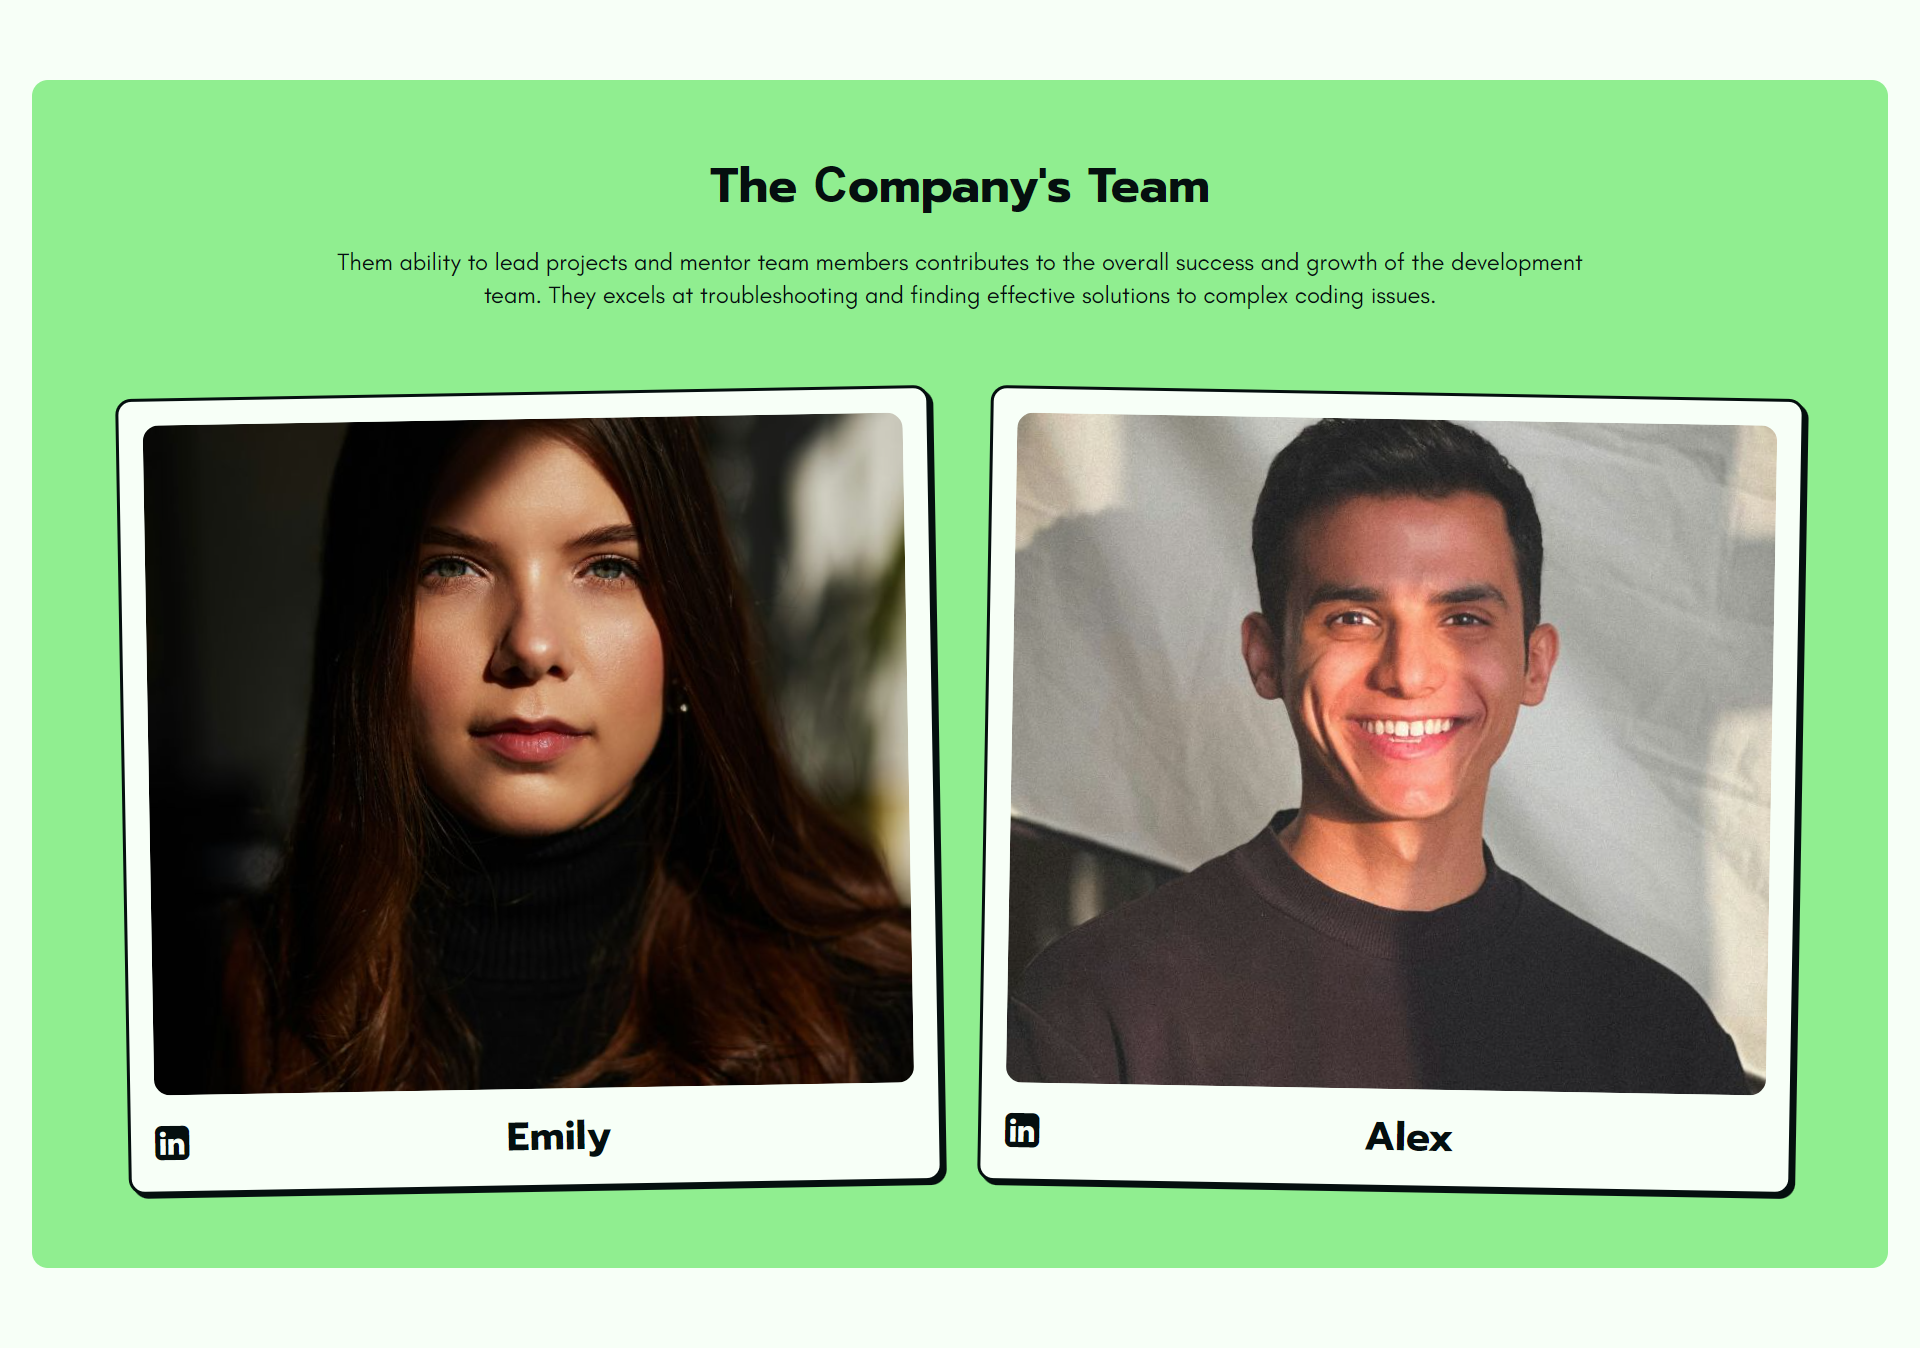 The Company's Team
Them ability to lead projects and mentor team members contributes to the overall success and growth of the development
team. They excels at troubleshooting and finding effective solutions to complex coding issues.
in
Emily
in
Alex